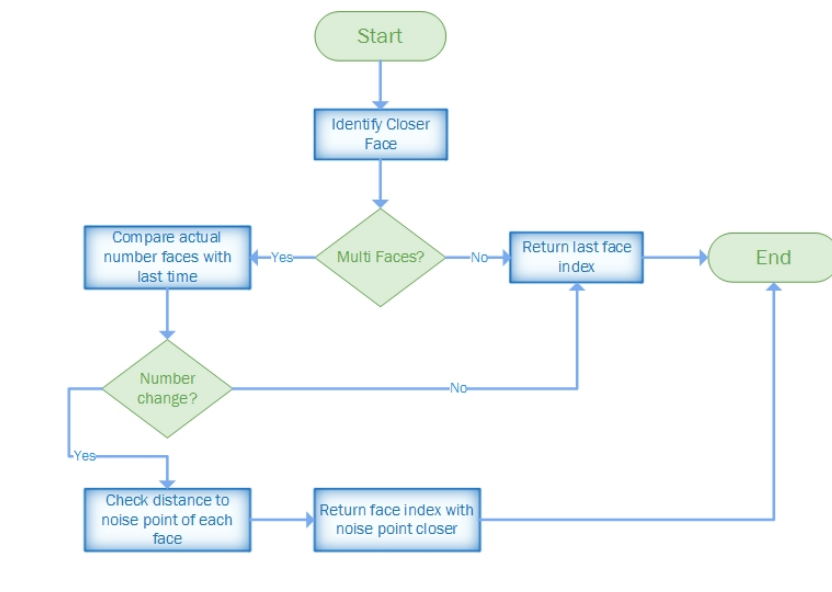 Start
Identify Closer
Face
Multi Faces?
Yes
No
Compare actual
number faces with
last time
Return last face
index
End
Number
change?
No
Yes
Check distance to
noise point of each
face
Return face index with
noise point closer